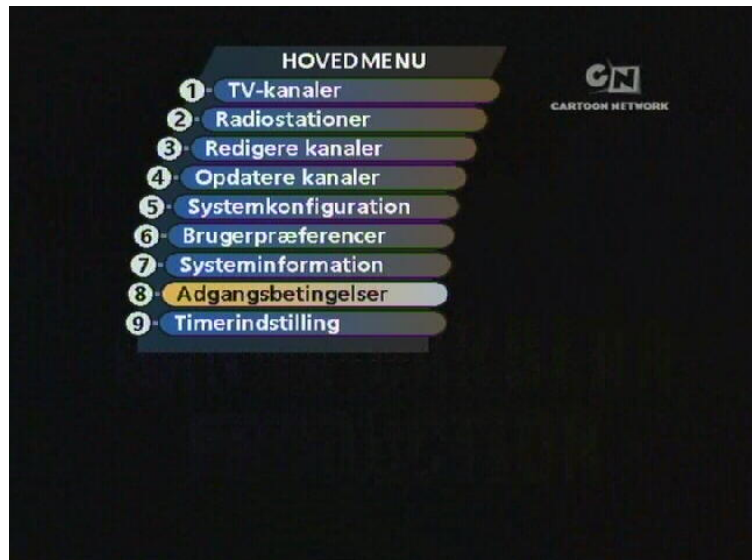 HOVEDMENU
1 TV-kanaler
2 Radiostationer
3 Redigere kanaler
4 Opdatere kanaler
5 Systemkonfiguration
6 Brugerpræferencer
7 Systeminformation
8 Adgangsbetingelser
9 Timerindstilling
CN
CARTOON NETWORK